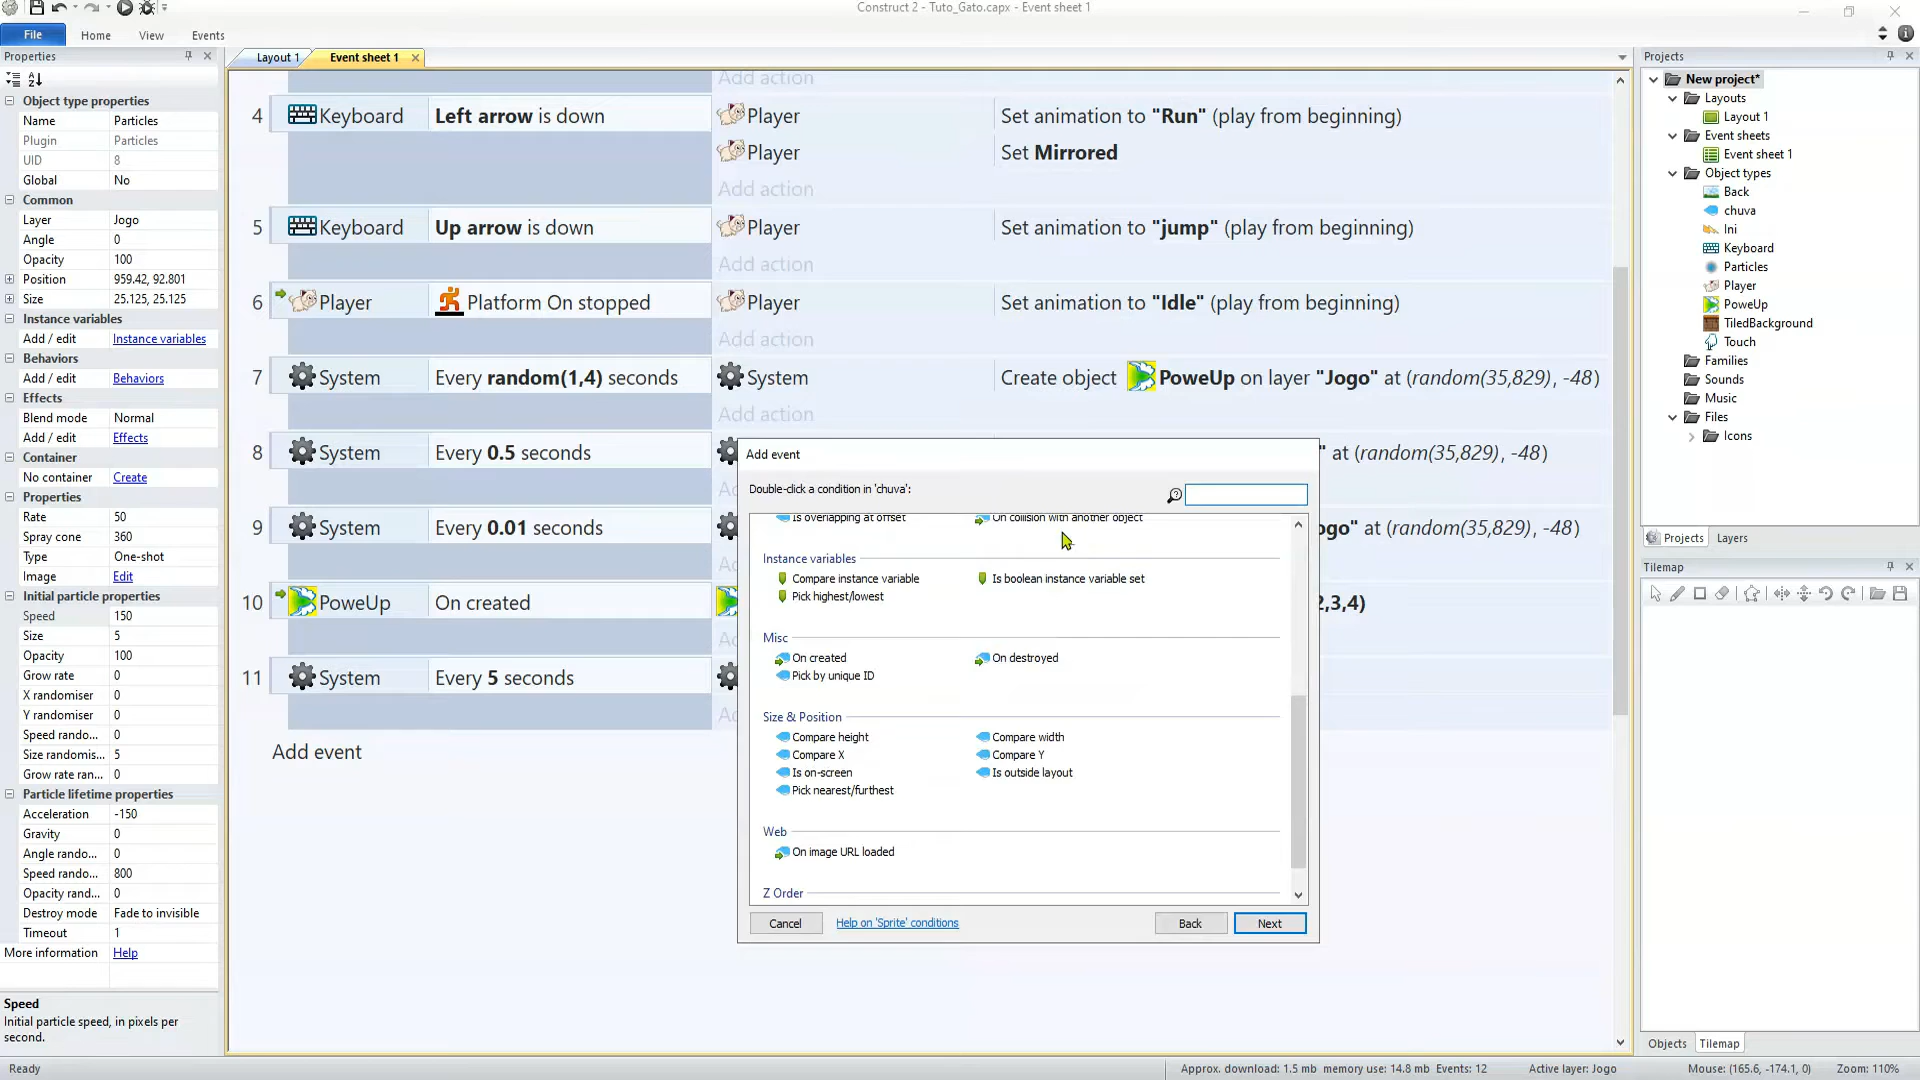 Construct 2 - Tuto_Gato.capx - Event sheet 1
File Home View Events
Properties
Layout 1 Event sheet 1
Projects
Object type properties
Name Particles
Plugin Particles
UID 8
Global No
Common
Layer Jogo
Angle 0
Opacity 100
Position 959.42, 92.801
Size 25.125, 25.125
Instance variables
Add / edit Instance variables
Behaviors
Add / edit Behaviors
Effects
Blend mode Normal
Add / edit Effects
Container
No container Create
Properties
Rate 50
Spray cone 360
Type One-shot
Image Edit
Initial particle properties
Speed 150
Size 5
Opacity 100
Grow rate 0
X randomiser 0
Y randomiser 0
Speed rando... 0
Size randomis... 5
Grow rate ran... 0
Particle lifetime properties
Acceleration -150
Gravity 0
Angle rando... 0
Speed rando... 800
Opacity rand... 0
Destroy mode Fade to invisible
Timeout 1
More information Help
Speed
Initial particle speed, in pixels per
second.
Add action
4 Keyboard Left arrow is down Player Set animation to "Run" (play from beginning)
Player Set Mirrored
Add action
5 Keyboard Up arrow is down Player Set animation to "jump" (play from beginning)
Add action
6 Player Platform On stopped Player Set animation to "Idle" (play from beginning)
Add action
7 System Every random(1,4) seconds System Create object PoweUp on layer "Jogo" at (random(35,829), -48)
Add action
8 System Every 0.5 seconds " at (random(35,829), -48)
9 System Every 0.01 seconds ogo" at (random(35,829), -48)
10 PoweUp On created 2,3,4)
11 System Every 5 seconds
Add event
Add event
Double-click a condition in 'chuva':
Is overlapping at offset On collision with another object
Instance variables
Compare instance variable Is boolean instance variable set
Pick highest/lowest
Misc
On created On destroyed
Pick by unique ID
Size & Position
Compare height Compare width
Compare X Compare Y
Is on-screen Is outside layout
Pick nearest/furthest
Web
On image URL loaded
Z Order
Cancel Help on 'Sprite' conditions Back Next
New project*
Layouts
Layout 1
Event sheets
Event sheet 1
Object types
Back
chuva
Ini
Keyboard
Particles
Player
PoweUp
TiledBackground
Touch
Families
Sounds
Music
Files
Icons
Projects Layers
Tilemap
Objects Tilemap
Ready Approx. download: 1.5 mb memory use: 14.8 mb Events: 12 Active layer: Jogo Mouse: (165.6, -174.1, 0) Zoom: 110%